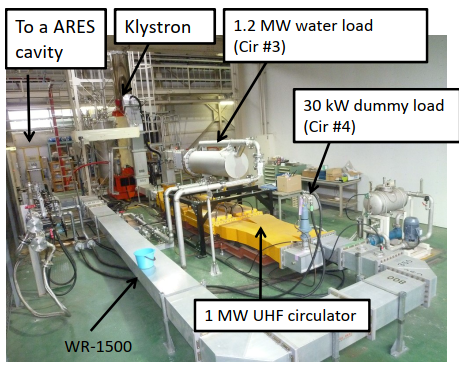 To a ARES
cavity
Klystron
1.2 MW water load
(Cir #3)
30 kW dummy load
(Cir #4)
1 MW UHF circulator
WR-1500